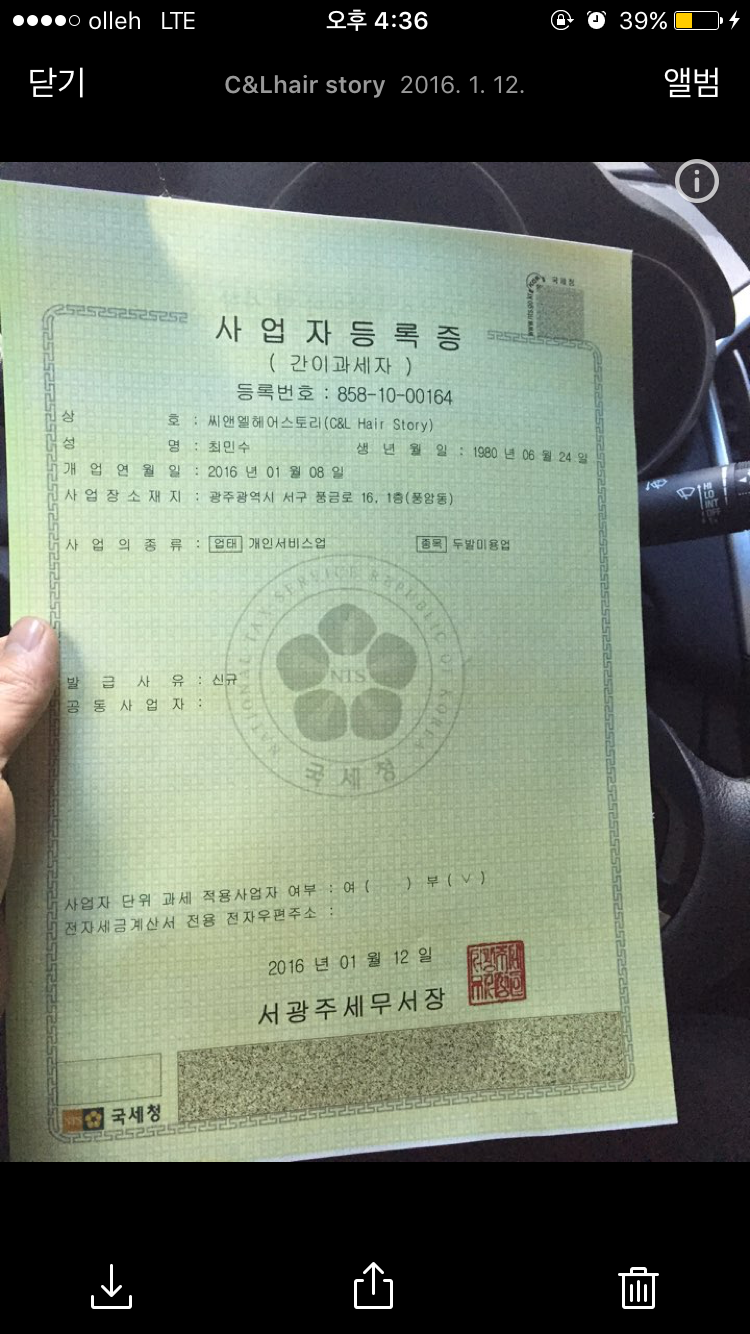 olleh LTE 오후 4:36 39%
닫기 C&Lhair story 2016. 1. 12. 앨범
국세청
사업자등록증
( 간이과세자 )
등록번호 : 858-10-00164
상 호 : 씨앤엘헤어스토리(C&L Hair Story)
성 명 : 최민수 생 년 월 일 : 1980 년 06 월 24 일
개 업 연 월 일 : 2016 년 01 월 08 일
사 업 장 소 재 지 : 광주광역시 서구 풍금로 16, 1층(풍암동)
HI
LO
INT
OFF
사 업 의 종 류 : 업태 개인서비스업 종목 두발미용업
NATIONAL TAX SERVICE REPUBLIC OF KOREA
NTS
국세청
발 급 사 유 : 신규
공 동 사 업 자 :
사업자 단위 과세 적용사업자 여부 : 여 ( ) 부 ( ∨ )
전자세금계산서 전용 전자우편주소 :
2016 년 01 월 12 일
서광주세무서장
NTS 국세청